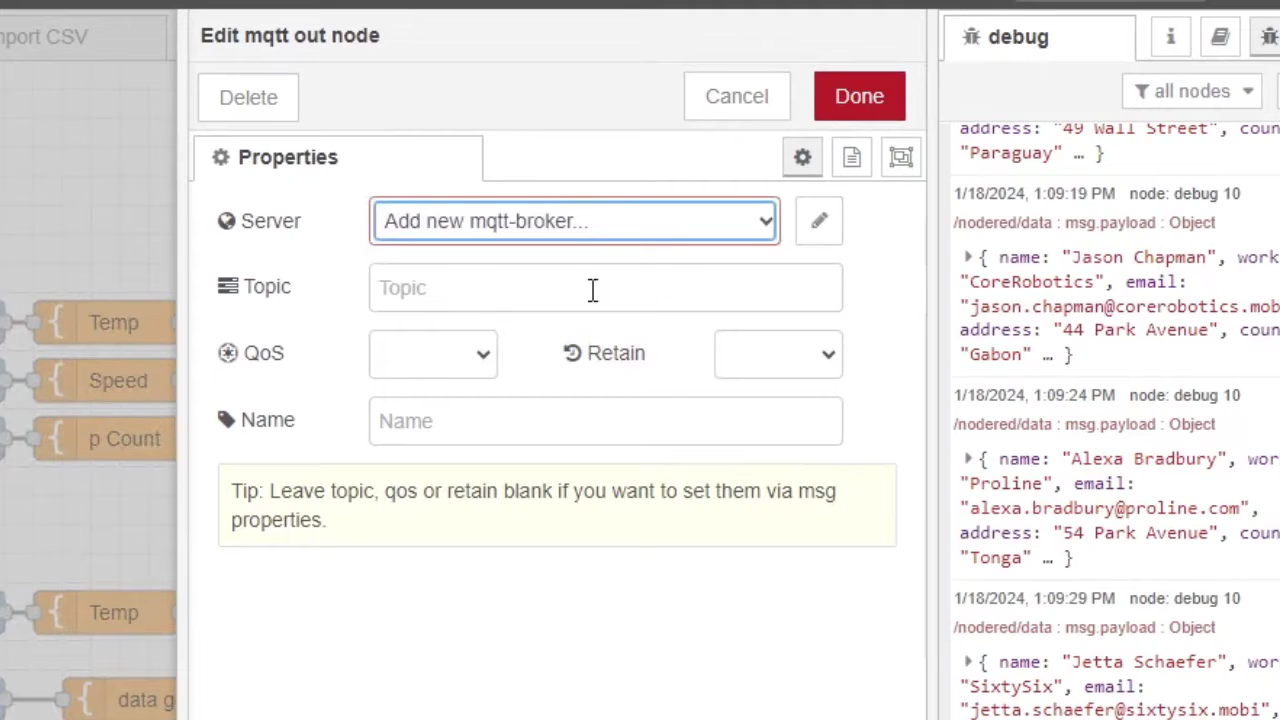 nport CSV
Edit mqtt out node
Delete
Cancel
Done
Properties
Server
Add new mqtt-broker...
Topic
Topic
QoS
Retain
Name
Name
Tip: Leave topic, qos or retain blank if you want to set them via msg
properties.
Temp
Speed
p Count
Temp
data g
debug
all nodes
address: "49 Wall Street", coun
"Paraguay" … }
1/18/2024, 1:09:19 PM node: debug 10
/nodered/data : msg.payload : Object
{ name: "Jason Chapman", work
"CoreRobotics", email:
"jason.chapman@corerobotics.mob
address: "44 Park Avenue", coun
"Gabon" … }
1/18/2024, 1:09:24 PM node: debug 10
/nodered/data : msg.payload : Object
{ name: "Alexa Bradbury", wor
"Proline", email:
"alexa.bradbury@proline.com",
address: "54 Park Avenue", coun
"Tonga" … }
1/18/2024, 1:09:29 PM node: debug 10
/nodered/data : msg.payload : Object
{ name: "Jetta Schaefer", wor
"SixtySix", email:
"jetta.schaefer@sixtysix.mobi",